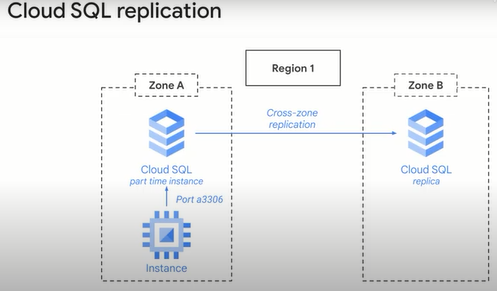 Cloud SQL replication
Region 1
Zone A
Zone B
Cross-zone
replication
Cloud SQL
part time instance
Cloud SQL
replica
Port a3306
Instance